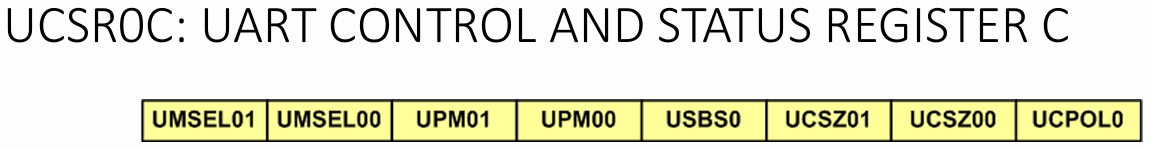 UCSR0C: UART CONTROL AND STATUS REGISTER C
UMSEL01 UMSEL00 UPM01 UPM00 USBS0 UCSZ01 UCSZ00 UCPOL0